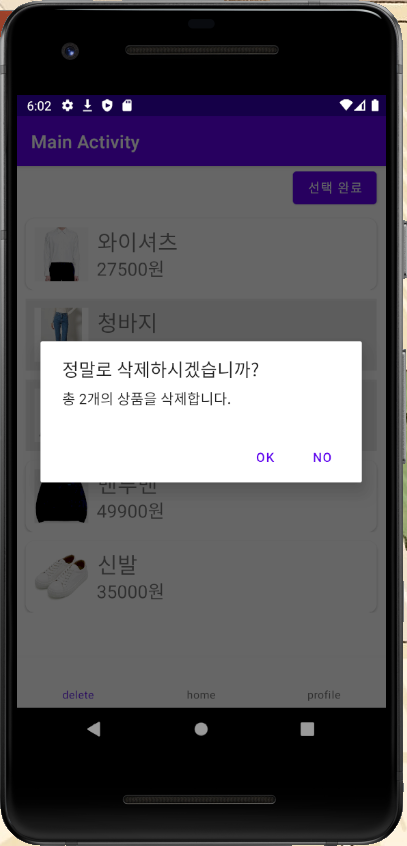 6:02
Main Activity
선택 완료
와이셔츠
27500원
청바지
정말로 삭제하시겠습니까?
총 2개의 상품을 삭제합니다.
OK NO
맨투맨
49900원
신발
35000원
delete home profile